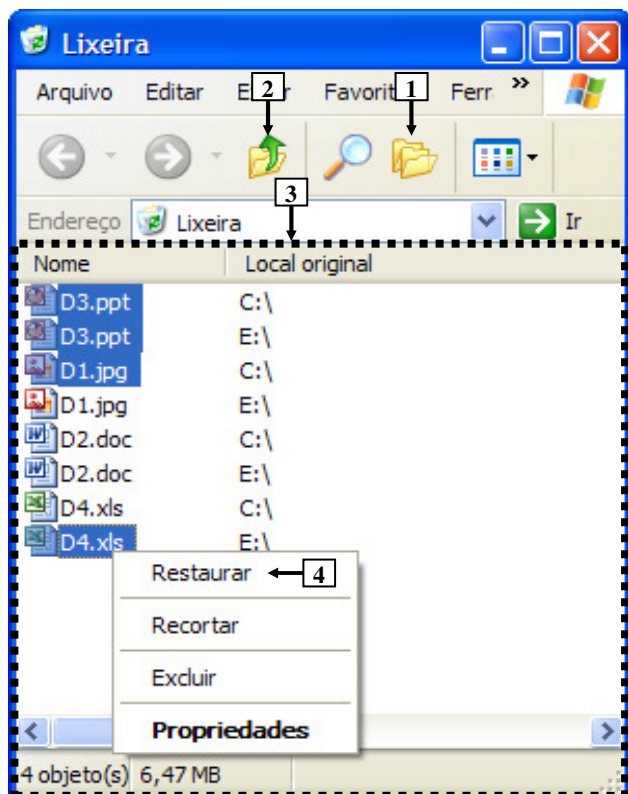 Lixeira
Arquivo Editar Favorit Ferr »
2 1
3
Endereço Lixeira Ir
Nome Local original
D3.ppt C:\
D3.ppt E:\
D1.jpg C:\
D1.jpg E:\
D2.doc C:\
D2.doc E:\
D4.xls C:\
D4.xls E:\
Restaurar 4
Recortar
Excluir
Propriedades
4 objeto(s) 6,47 MB